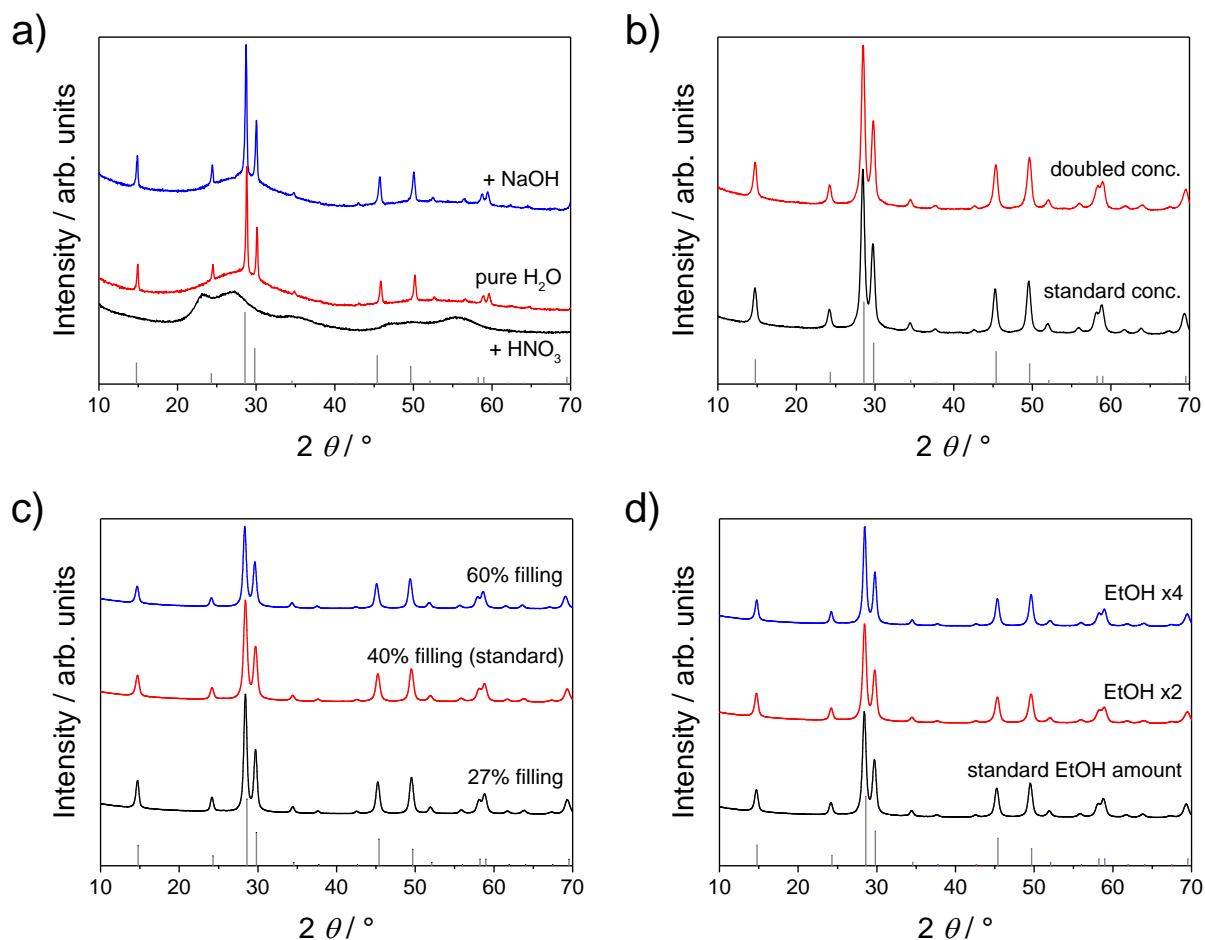 a)
Intensity / arb. units
+ NaOH
pure H₂O
+ HNO₃
10 20 30 40 50 60 70
2 θ / °
b)
Intensity / arb. units
doubled conc.
standard conc.
10 20 30 40 50 60 70
2 θ / °
c)
Intensity / arb. units
60% filling
40% filling (standard)
27% filling
10 20 30 40 50 60 70
2 θ / °
d)
Intensity / arb. units
EtOH x4
EtOH x2
standard EtOH amount
10 20 30 40 50 60 70
2 θ / °